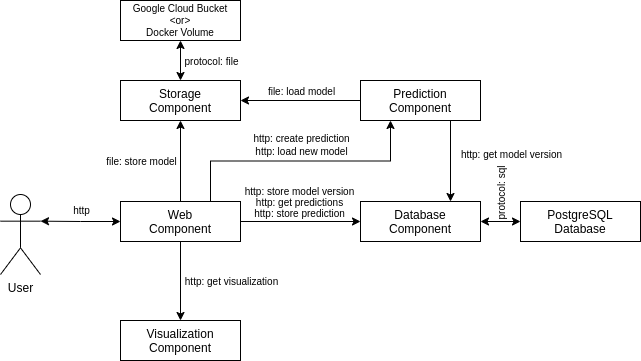 Google Cloud Bucket
<or>
Docker Volume
protocol: file
Storage
Component
file: load model
Prediction
Component
http: create prediction
http: load new model
file: store model
http: get model version
protocol: sql
http
http: store model version
http: get predictions
http: store prediction
Web
Component
Database
Component
PostgreSQL
Database
User
http: get visualization
Visualization
Component